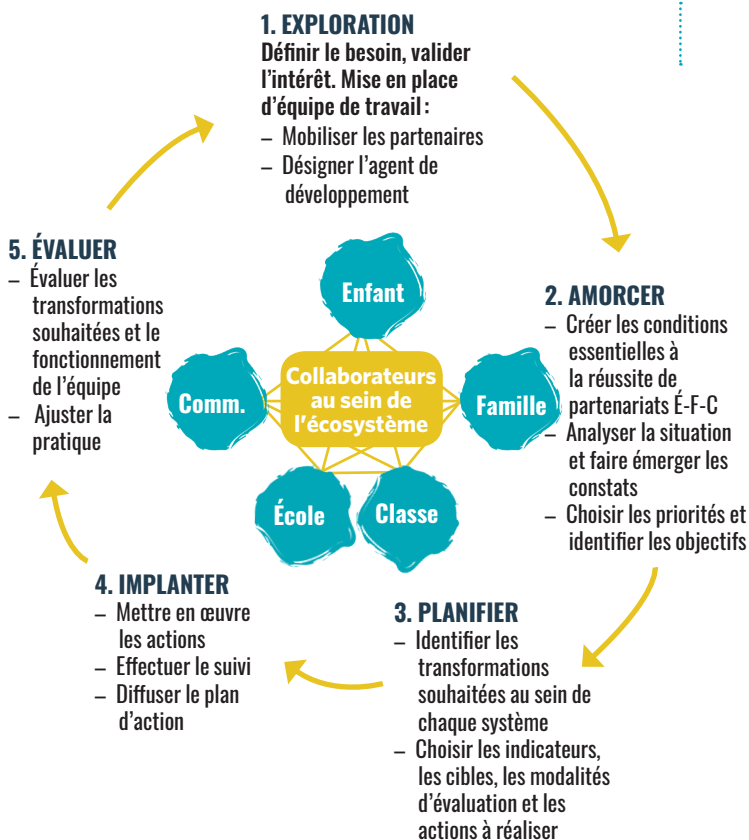 1. EXPLORATION
Définir le besoin, valider
l'intérêt. Mise en place
d'équipe de travail :
– Mobiliser les partenaires
– Désigner l'agent de
développement
2. AMORCER
– Créer les conditions
essentielles à
la réussite de
partenariats É-F-C
– Analyser la situation
et faire émerger les
constats
– Choisir les priorités et
identifier les objectifs
3. PLANIFIER
– Identifier les
transformations
souhaitées au sein de
chaque système
– Choisir les indicateurs,
les cibles, les modalités
d'évaluation et les
actions à réaliser
4. IMPLANTER
– Mettre en œuvre
les actions
– Effectuer le suivi
– Diffuser le plan
d'action
5. ÉVALUER
– Évaluer les
transformations
souhaitées et le
fonctionnement
de l'équipe
– Ajuster la
pratique
Enfant
Collaborateurs
au sein de
l'écosystème
Comm.
Famille
École
Classe